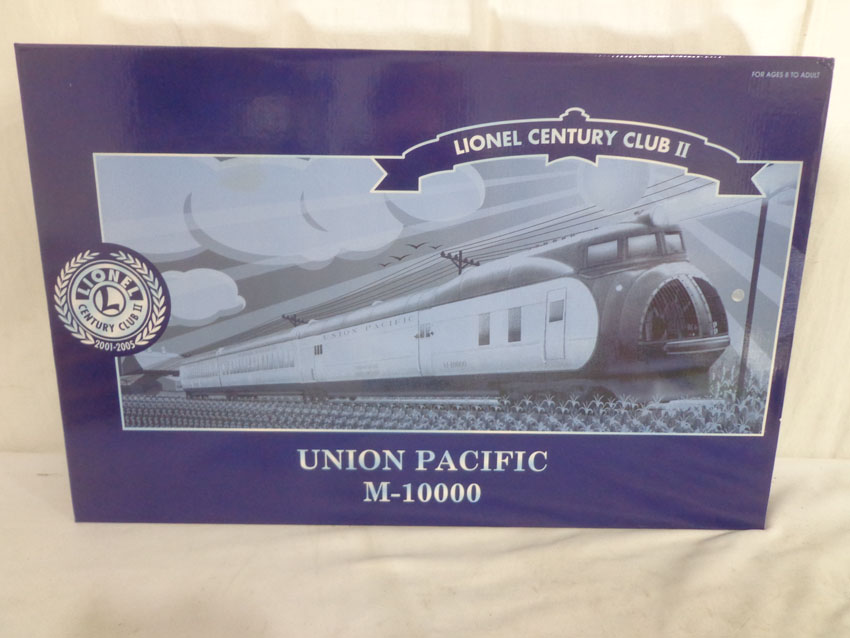 FOR AGES 8 TO ADULT
LIONEL CENTURY CLUB II
LIONEL
L
CENTURY CLUB II
2001-2005
UNION PACIFIC
M-10000
UNION PACIFIC
M-10000